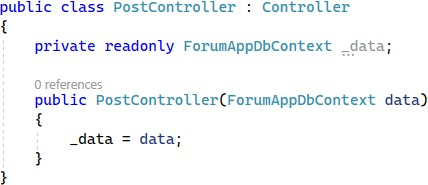 public class PostController : Controller
{
private readonly ForumAppDbContext _data;
0 references
public PostController(ForumAppDbContext data)
{
_data = data;
}
}